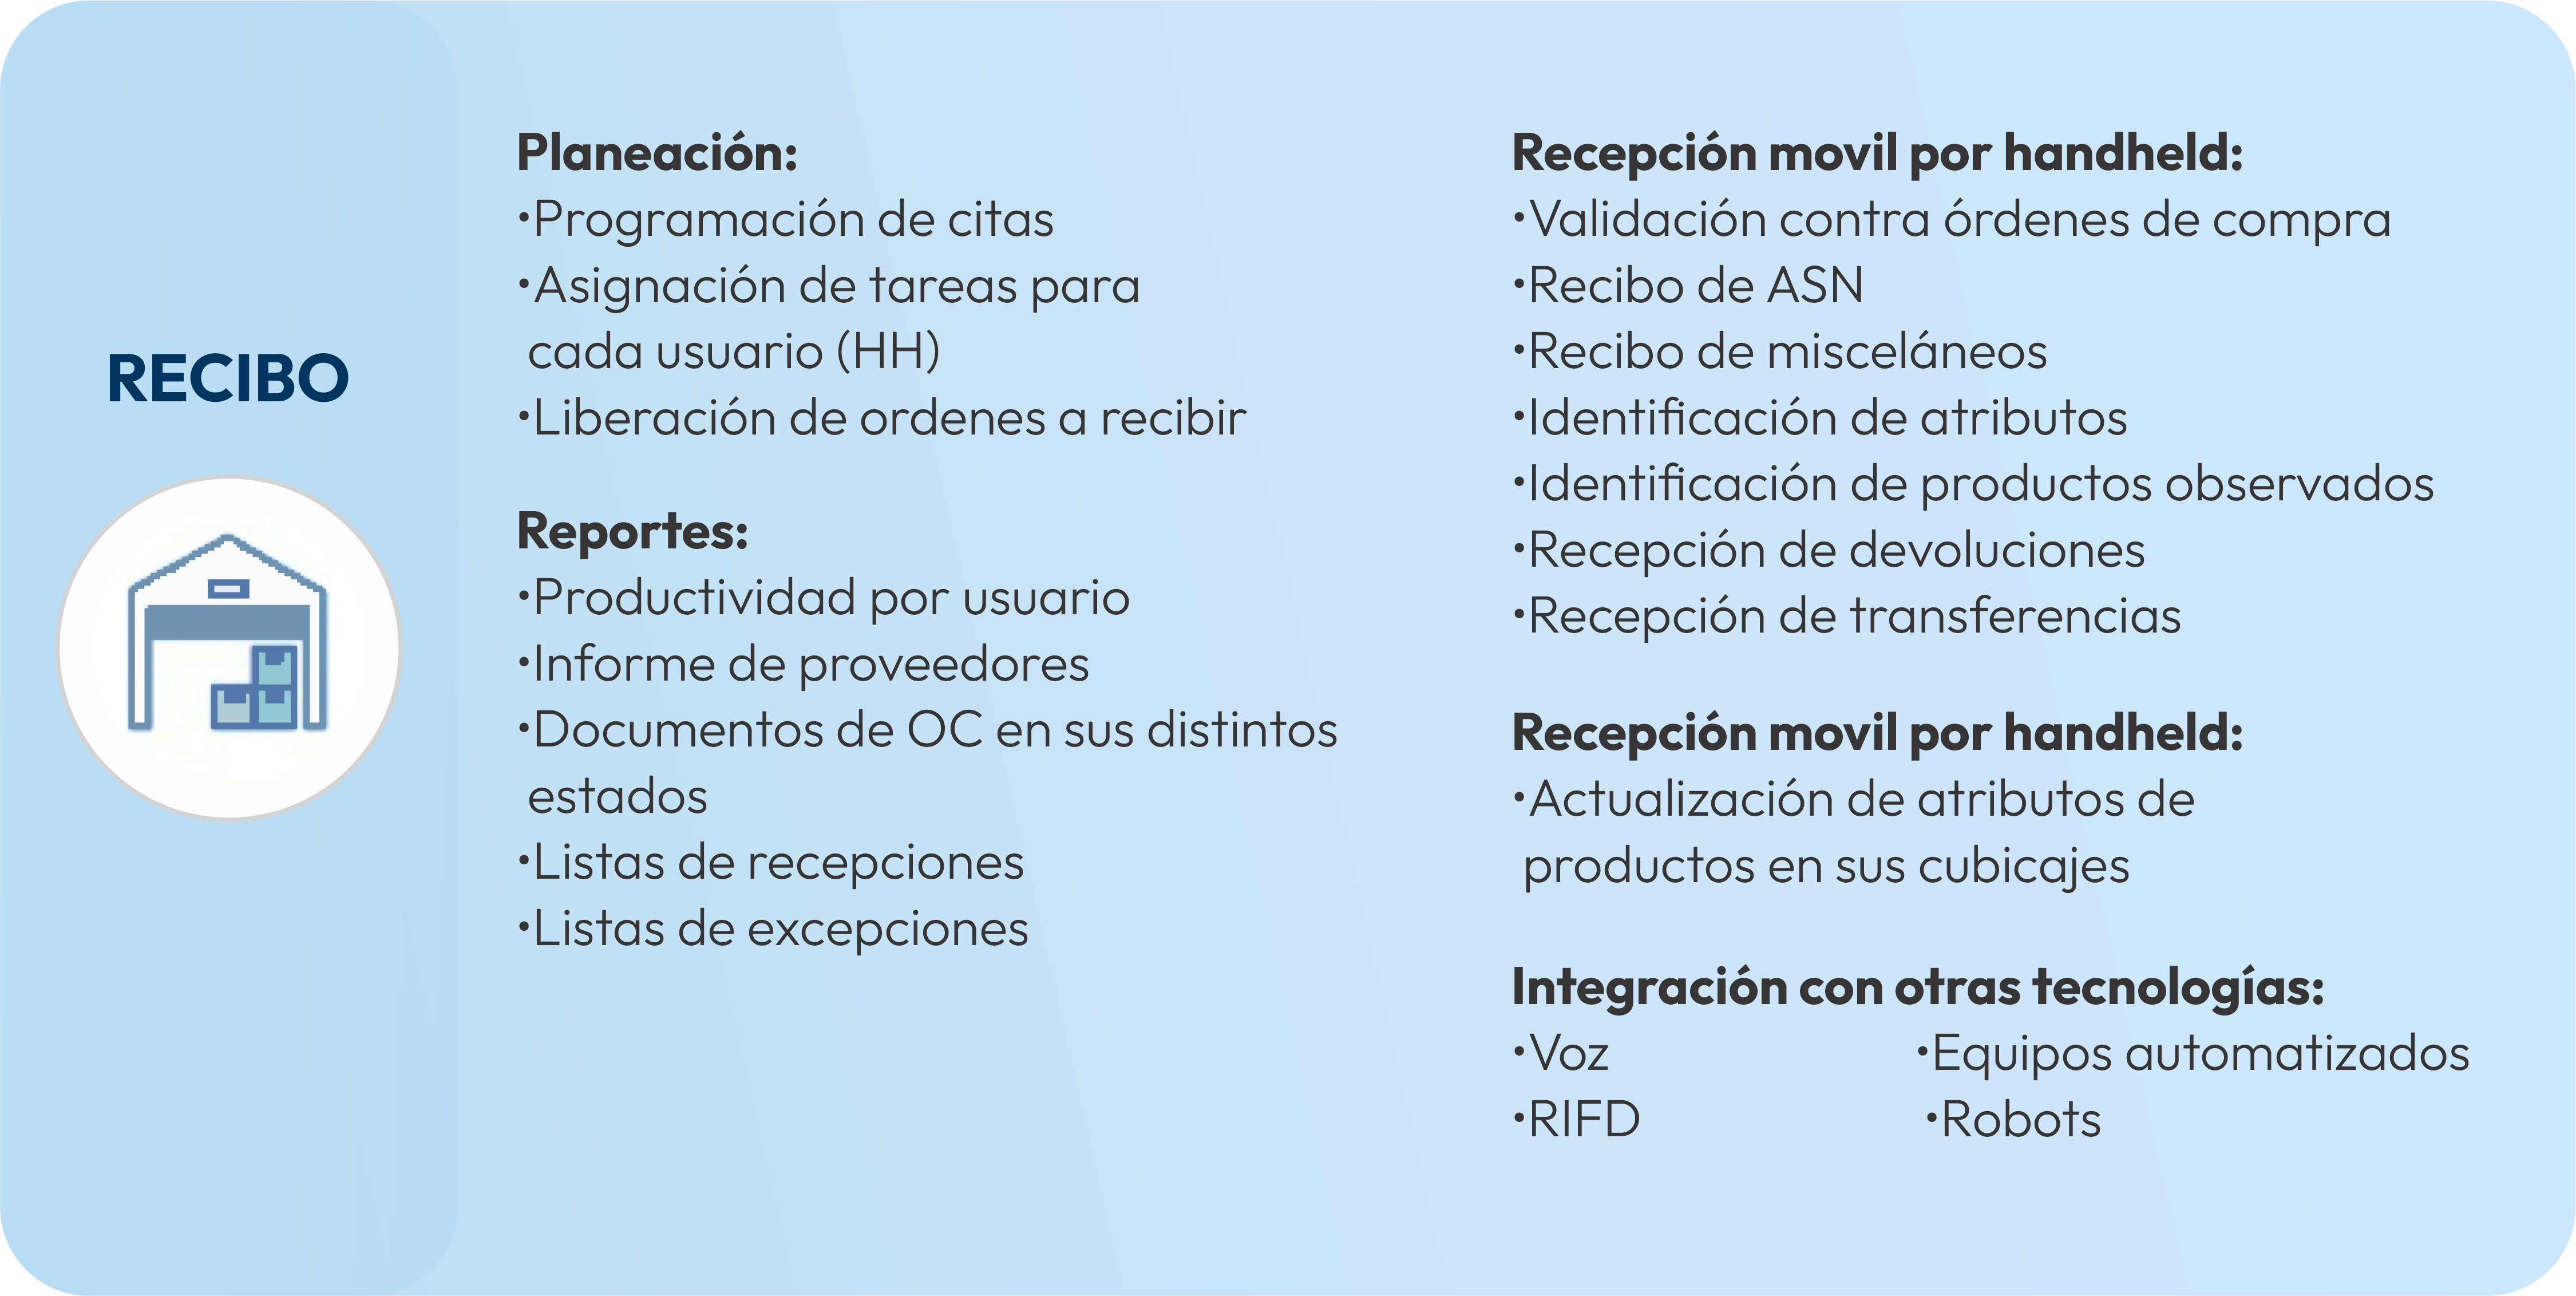 RECIBO
Planeación:
•Programación de citas
•Asignación de tareas para
cada usuario (HH)
•Liberación de ordenes a recibir
Reportes:
•Productividad por usuario
•Informe de proveedores
•Documentos de OC en sus distintos
estados
•Listas de recepciones
•Listas de excepciones
Recepción movil por handheld:
•Validación contra órdenes de compra
•Recibo de ASN
•Recibo de misceláneos
•Identificación de atributos
•Identificación de productos observados
•Recepción de devoluciones
•Recepción de transferencias
Recepción movil por handheld:
•Actualización de atributos de
productos en sus cubicajes
Integración con otras tecnologías:
•Voz
•RIFD
•Equipos automatizados
•Robots